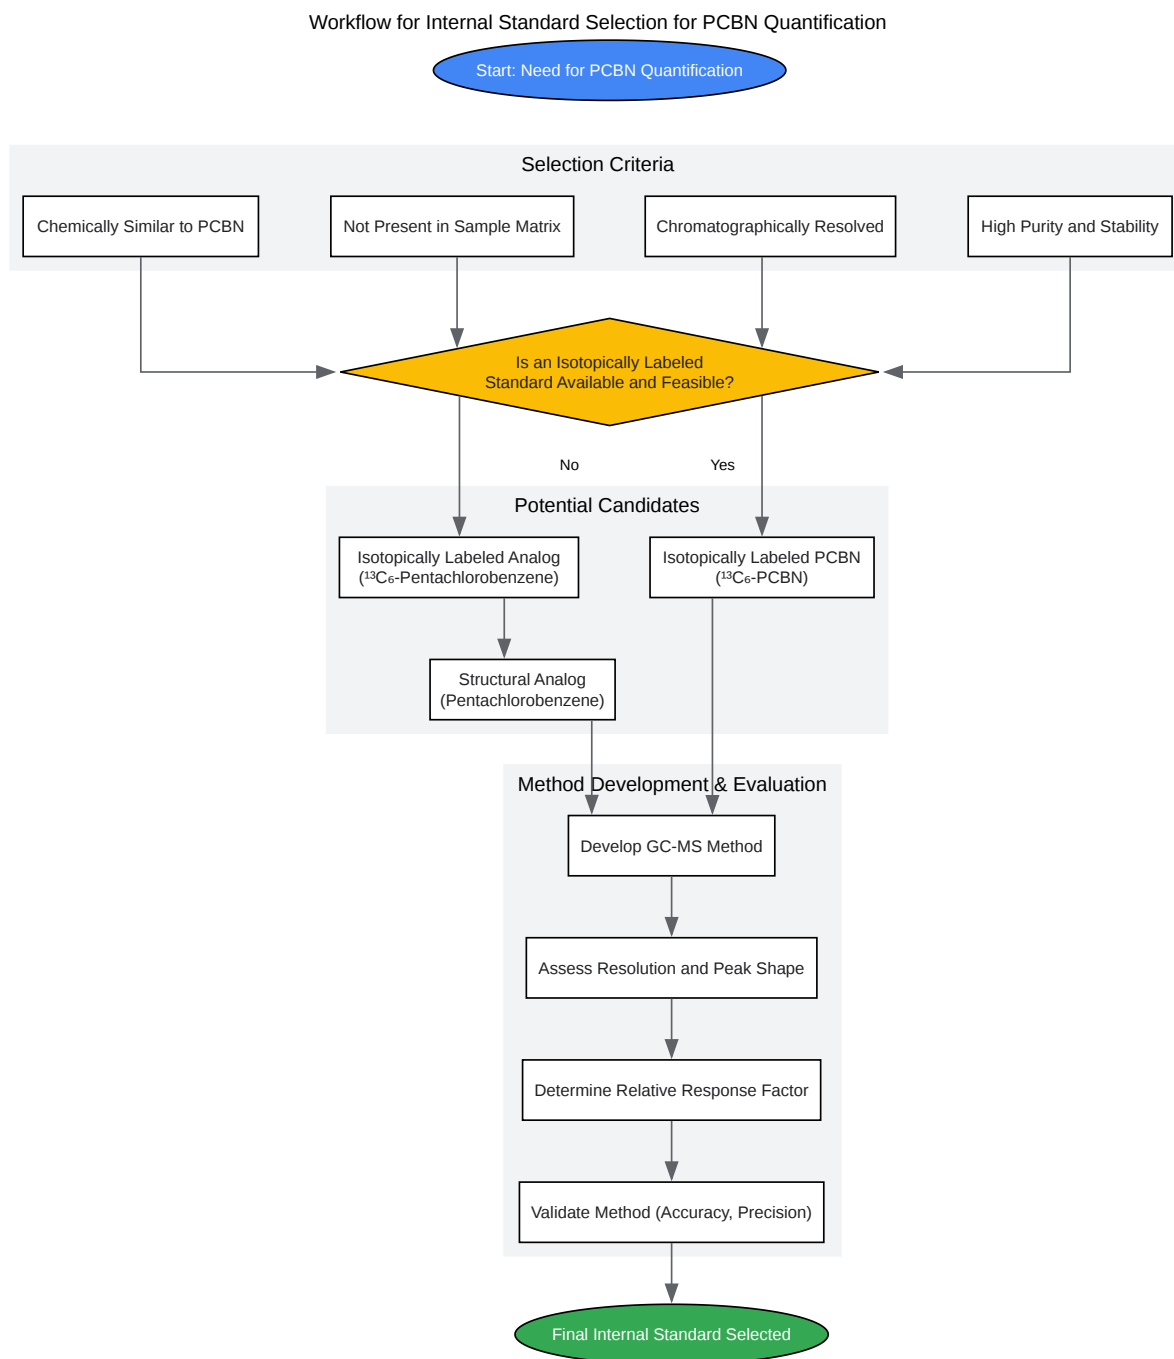 Workflow for Internal Standard Selection for PCBN Quantification
Start: Need for PCBN Quantification
Selection Criteria
Chemically Similar to PCBN
Not Present in Sample Matrix
Chromatographically Resolved
High Purity and Stability
Is an Isotopically Labeled
Standard Available and Feasible?
No
Yes
Potential Candidates
Isotopically Labeled Analog
(¹³C₆-Pentachlorobenzene)
Isotopically Labeled PCBN
(¹³C₆-PCBN)
Structural Analog
(Pentachlorobenzene)
Method Development & Evaluation
Develop GC-MS Method
Assess Resolution and Peak Shape
Determine Relative Response Factor
Validate Method (Accuracy, Precision)
Final Internal Standard Selected